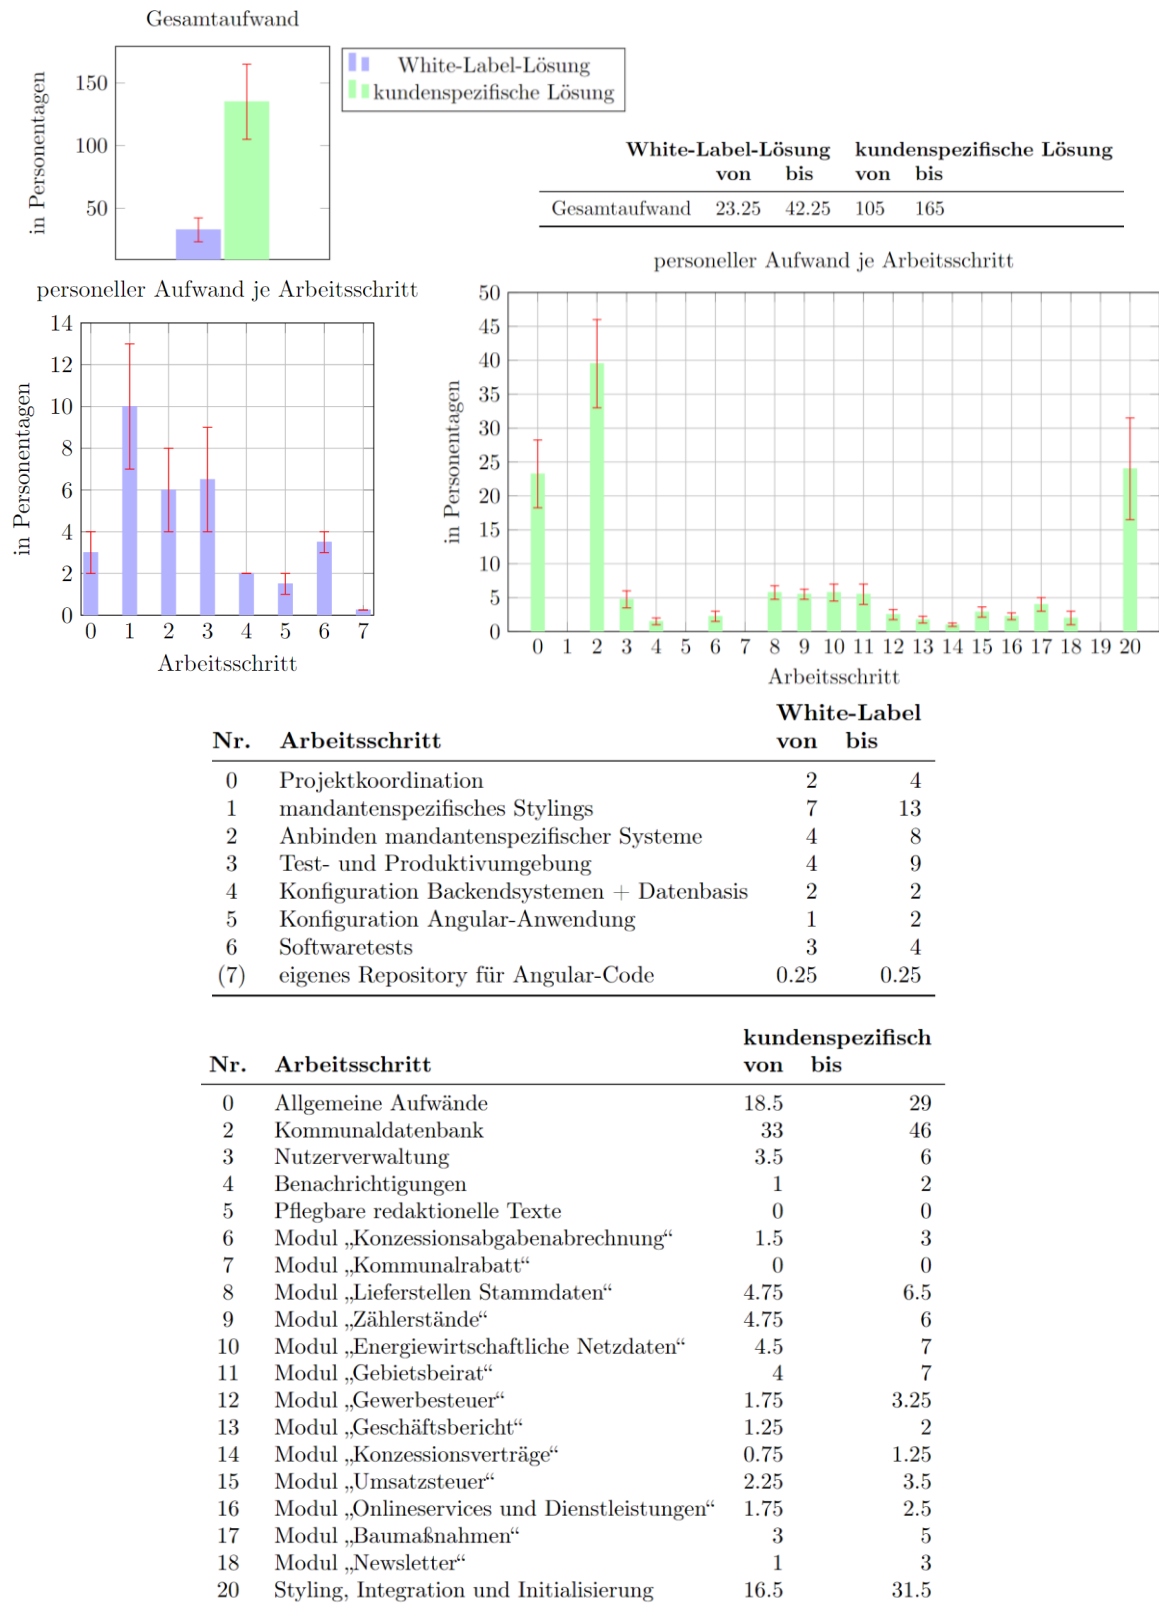 Gesamtaufwand
in Personentagen
150
100
50
White-Label-Lösung
kundenspezifische Lösung
White-Label-Lösung kundenspezifische Lösung
von bis von bis
Gesamtaufwand 23.25 42.25 105 165
personeller Aufwand je Arbeitsschritt
in Personentagen
14
12
10
8
6
4
2
0
0 1 2 3 4 5 6 7
Arbeitsschritt
personeller Aufwand je Arbeitsschritt
in Personentagen
50
45
40
35
30
25
20
15
10
5
0
0 1 2 3 4 5 6 7 8 9 10 11 12 13 14 15 16 17 18 19 20
Arbeitsschritt
White-Label
Nr. Arbeitsschritt von bis
0 Projektkoordination 2 4
1 mandantenspezifisches Stylings 7 13
2 Anbinden mandantenspezifischer Systeme 4 8
3 Test- und Produktivumgebung 4 9
4 Konfiguration Backendsystemen + Datenbasis 2 2
5 Konfiguration Angular-Anwendung 1 2
6 Softwaretests 3 4
(7) eigenes Repository für Angular-Code 0.25 0.25
kundenspezifisch
Nr. Arbeitsschritt von bis
0 Allgemeine Aufwände 18.5 29
2 Kommunaldatenbank 33 46
3 Nutzerverwaltung 3.5 6
4 Benachrichtigungen 1 2
5 Pflegbare redaktionelle Texte 0 0
6 Modul „Konzessionsabgabenabrechnung“ 1.5 3
7 Modul „Kommunalrabatt“ 0 0
8 Modul „Lieferstellen Stammdaten“ 4.75 6.5
9 Modul „Zählerstände“ 4.75 6
10 Modul „Energiewirtschaftliche Netzdaten“ 4.5 7
11 Modul „Gebietsbeirat“ 4 7
12 Modul „Gewerbesteuer“ 1.75 3.25
13 Modul „Geschäftsbericht“ 1.25 2
14 Modul „Konzessionsverträge“ 0.75 1.25
15 Modul „Umsatzsteuer“ 2.25 3.5
16 Modul „Onlineservices und Dienstleistungen“ 1.75 2.5
17 Modul „Baumaßnahmen“ 3 5
18 Modul „Newsletter“ 1 3
20 Styling, Integration und Initialisierung 16.5 31.5